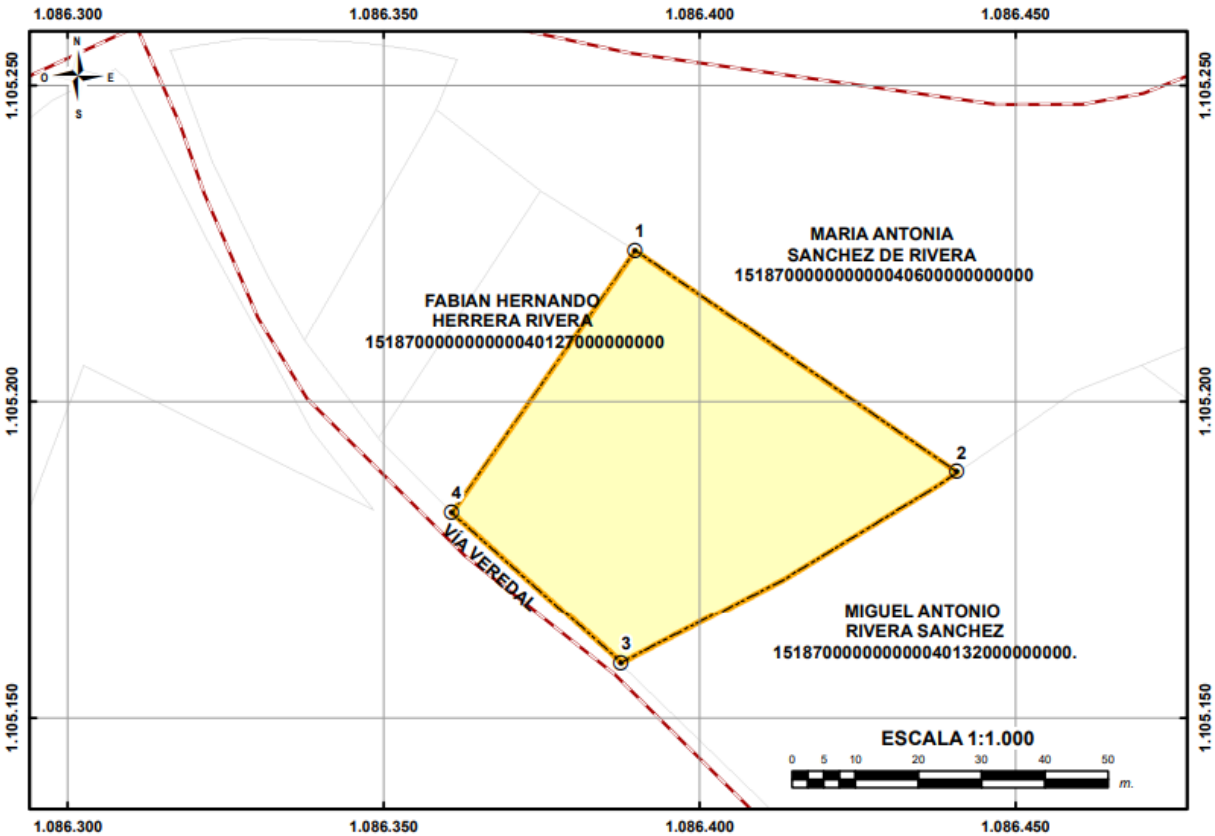 1.086.300
1.086.350
1.086.400
1.086.450
N
O
E
S
1.105.250
1.105.250
1
MARIA ANTONIA
SANCHEZ DE RIVERA
151870000000000040600000000000
FABIAN HERNANDO
HERRERA RIVERA
151870000000000040127000000000
1.105.200
1.105.200
2
4
VÍA VEREDAL
3
MIGUEL ANTONIO
RIVERA SANCHEZ
151870000000000040132000000000.
1.105.150
1.105.150
ESCALA 1:1.000
0 5 10 20 30 40 50
m.
1.086.300
1.086.350
1.086.400
1.086.450